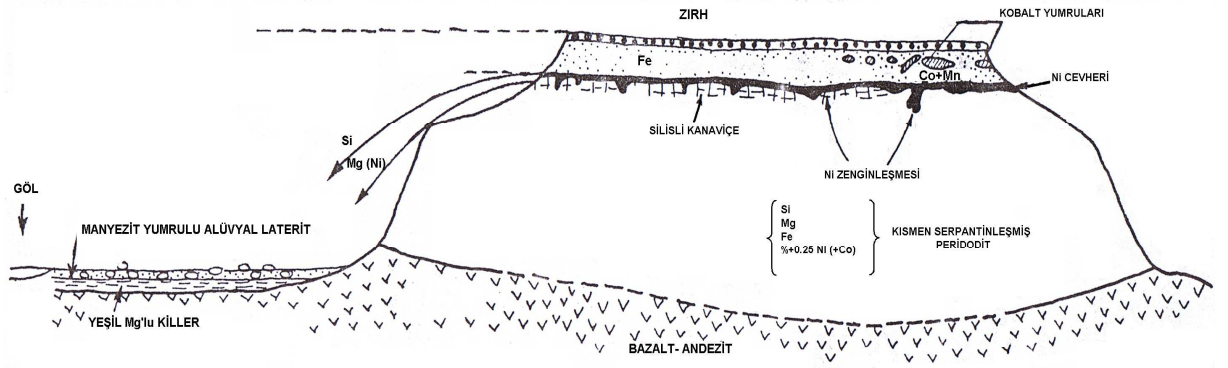 ZIRH
KOBALT YUMRULARI
Fe
Co+Mn
Ni CEVHERİ
SİLİSLİ KANAVİÇE
Si
Mg (Ni)
Ni ZENGİNLEŞMESİ
GÖL
MANYEZİT YUMRULU ALÜVYAL LATERİT
Si
Mg
Fe
%+0.25 NI (+Co)
KISMEN SERPANTİNLEŞMİŞ
PERİDODİT
YEŞİL Mg'lu KİLLER
BAZALT- ANDEZİT